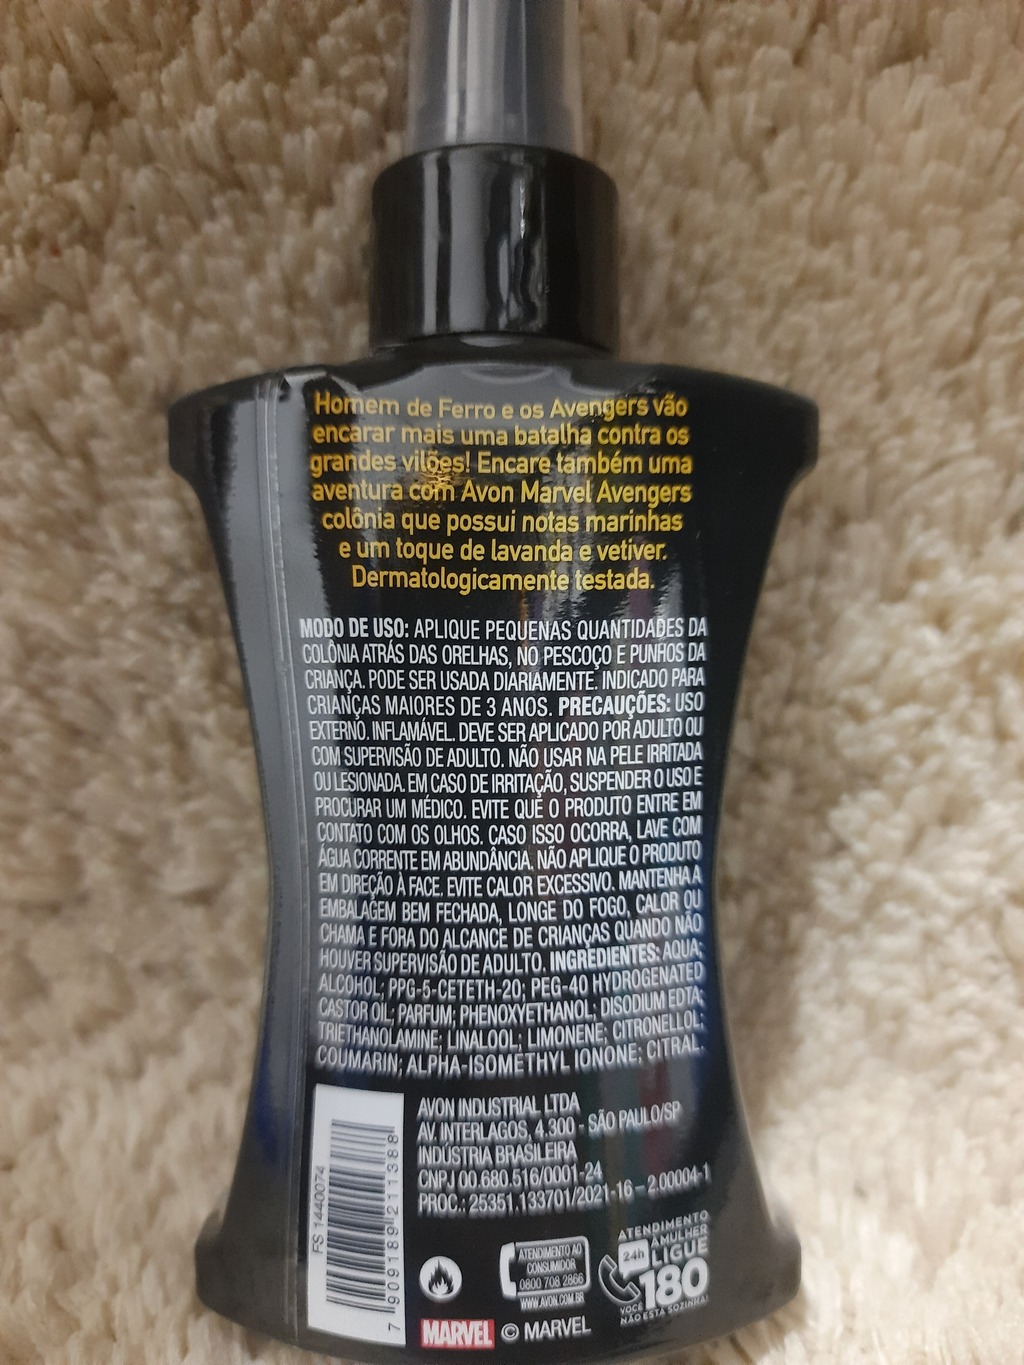 Homem de Ferro e os Avengers vão
encarar mais uma batalha contra os
grandes vilões! Encare também uma
aventura com Avon Marvel Avengers
colônia que possui notas marinhas
e um toque de lavanda e vetiver.
Dermatologicamente testada.
MODO DE USO: APLIQUE PEQUENAS QUANTIDADES DA
COLÔNIA ATRÁS DAS ORELHAS, NO PESCOÇO E PUNHOS DA
CRIANÇA. PODE SER USADA DIARIAMENTE. INDICADO PARA
CRIANÇAS MAIORES DE 3 ANOS. PRECAUÇÕES: USO
EXTERNO. INFLAMÁVEL. DEVE SER APLICADO POR ADULTO OU
COM SUPERVISÃO DE ADULTO. NÃO USAR NA PELE IRRITADA
OU LESIONADA. EM CASO DE IRRITAÇÃO, SUSPENDER O USO E
PROCURAR UM MÉDICO. EVITE QUE O PRODUTO ENTRE EM
CONTATO COM OS OLHOS. CASO ISSO OCORRA, LAVE COM
ÁGUA CORRENTE EM ABUNDÂNCIA. NÃO APLIQUE O PRODUTO
EM DIREÇÃO À FACE. EVITE CALOR EXCESSIVO. MANTENHA A
EMBALAGEM BEM FECHADA, LONGE DO FOGO, CALOR OU
CHAMA E FORA DO ALCANCE DE CRIANÇAS QUANDO NÃO
HOUVER SUPERVISÃO DE ADULTO. INGREDIENTES: AQUA;
ALCOHOL; PPG-5-CETETH-20; PEG-40 HYDROGENATED
CASTOR OIL; PARFUM; PHENOXYETHANOL; DISODIUM EDTA;
TRIETHANOLAMINE; LINALOOL; LIMONENE; CITRONELLOL;
COUMARIN; ALPHA-ISOMETHYL IONONE; CITRAL.
AVON INDUSTRIAL LTDA
AV. INTERLAGOS, 4.300 - SÃO PAULO/SP
INDÚSTRIA BRASILEIRA
CNPJ 00.680.516/0001-24
PROC.: 25351.133701/2021-16 - 2.00004-1
FS 1440074
7 909189 211388
ATENDIMENTO AO
CONSUMIDOR
0800 708 2866
WWW.AVON.COM.BR
ATENDIMENTO
À MULHER
24h LIGUE
180
VOCÊ
NÃO ESTÁ SOZINHA!
MARVEL © MARVEL